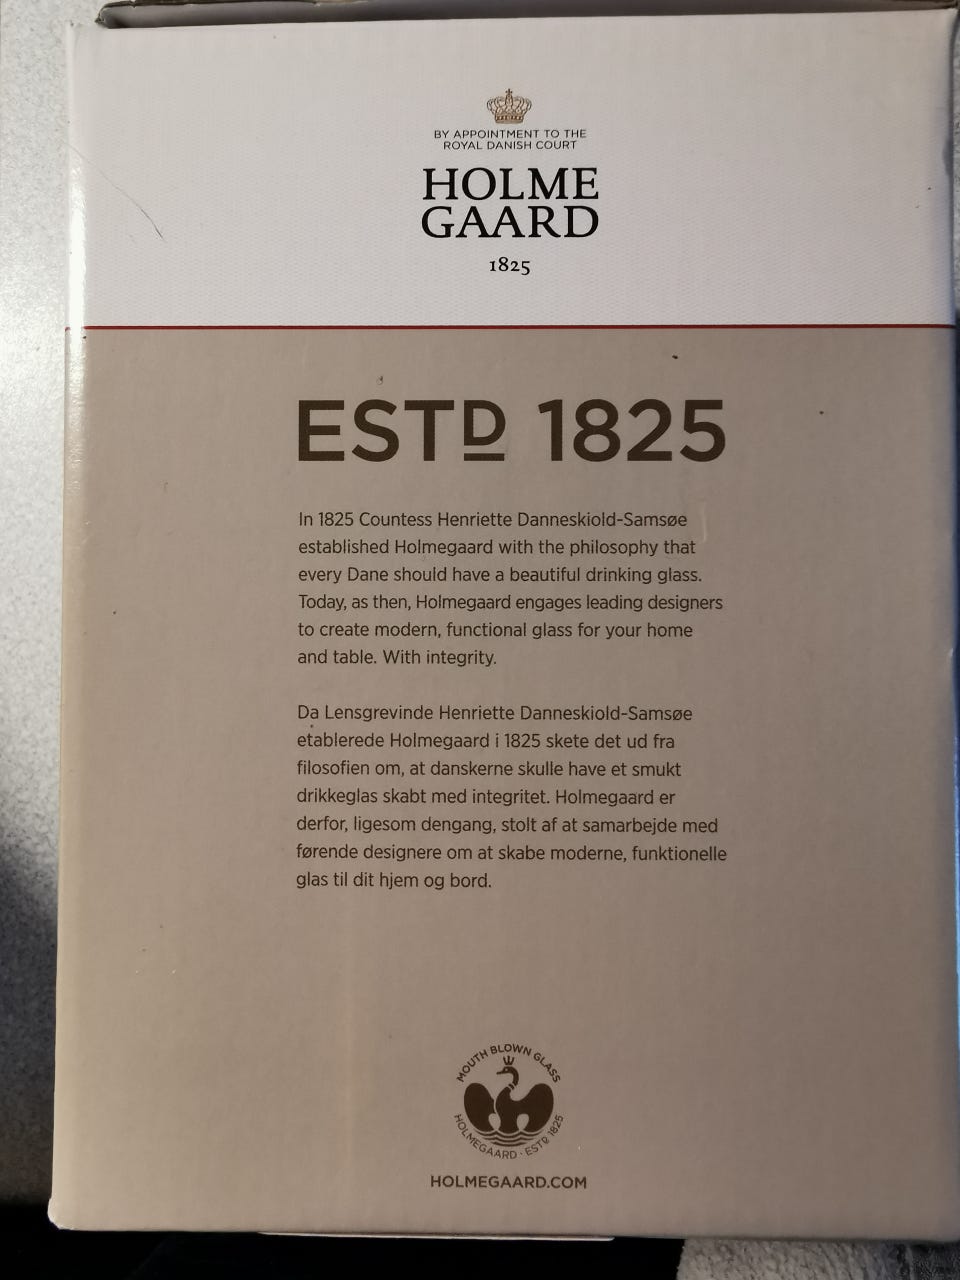 BY APPOINTMENT TO THE
ROYAL DANISH COURT
HOLME
GAARD
1825
ESTD 1825
In 1825 Countess Henriette Danneskiold-Samsøe
established Holmegaard with the philosophy that
every Dane should have a beautiful drinking glass.
Today, as then, Holmegaard engages leading designers
to create modern, functional glass for your home
and table. With integrity.
Da Lensgrevinde Henriette Danneskiold-Samsøe
etablerede Holmegaard i 1825 skete det ud fra
filosofien om, at danskerne skulle have et smukt
drikkeglas skabt med integritet. Holmegaard er
derfor, ligesom dengang, stolt af at samarbejde med
førende designere om at skabe moderne, funktionelle
glas til dit hjem og bord.
MOUTH BLOWN GLASS
HOLMEGAARD · ESTD 1825
HOLMEGAARD.COM